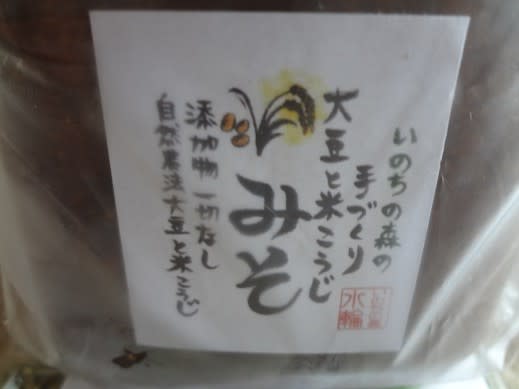 いのちの森の
手づくり
大豆と米こうじ
みそ
添加物一切なし
自然農法大豆と米こうじ
水輪